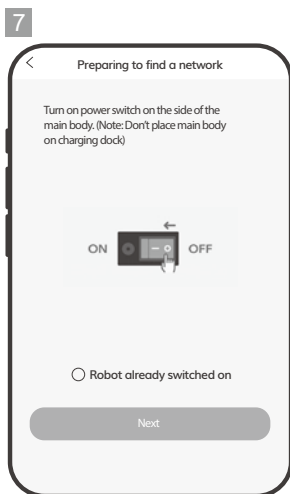 7
Preparing to find a network
Turn on power switch on the side of the
main body. (Note: Don't place main body
on charging dock)
ON OFF
Robot already switched on
Next